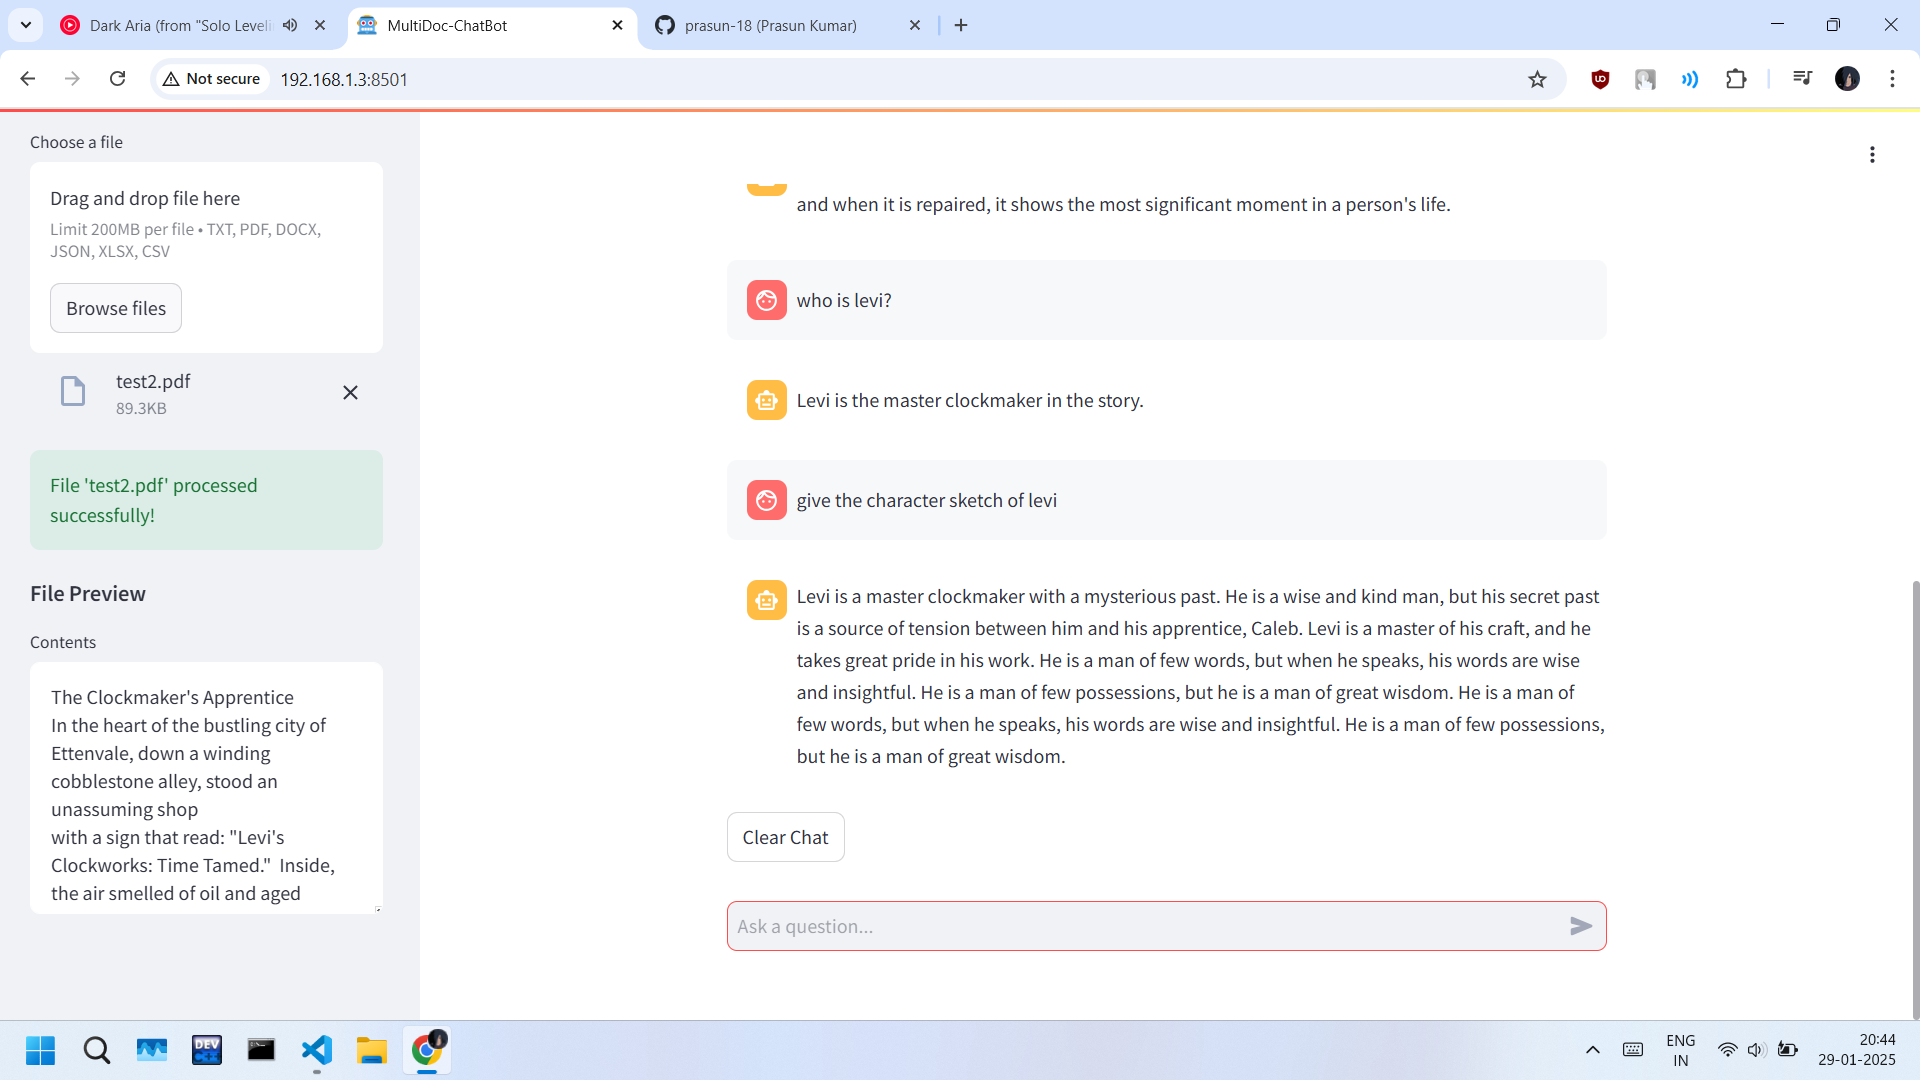 Dark Aria (from "Solo Leveli
MultiDoc-ChatBot
prasun-18 (Prasun Kumar)
Not secure
192.168.1.3:8501
Choose a file
Drag and drop file here
Limit 200MB per file • TXT, PDF, DOCX,
JSON, XLSX, CSV
Browse files
test2.pdf
89.3KB
File 'test2.pdf' processed
successfully!
File Preview
Contents
The Clockmaker's Apprentice
In the heart of the bustling city of
Ettenvale, down a winding
cobblestone alley, stood an
unassuming shop
with a sign that read: "Levi's
Clockworks: Time Tamed."  Inside,
the air smelled of oil and aged
and when it is repaired, it shows the most significant moment in a person's life.
who is levi?
Levi is the master clockmaker in the story.
give the character sketch of levi
Levi is a master clockmaker with a mysterious past. He is a wise and kind man, but his secret past
is a source of tension between him and his apprentice, Caleb. Levi is a master of his craft, and he
takes great pride in his work. He is a man of few words, but when he speaks, his words are wise
and insightful. He is a man of few possessions, but he is a man of great wisdom. He is a man of
few words, but when he speaks, his words are wise and insightful. He is a man of few possessions,
but he is a man of great wisdom.
Clear Chat
Ask a question...
DEV
C++
ENG
IN
20:44
29-01-2025